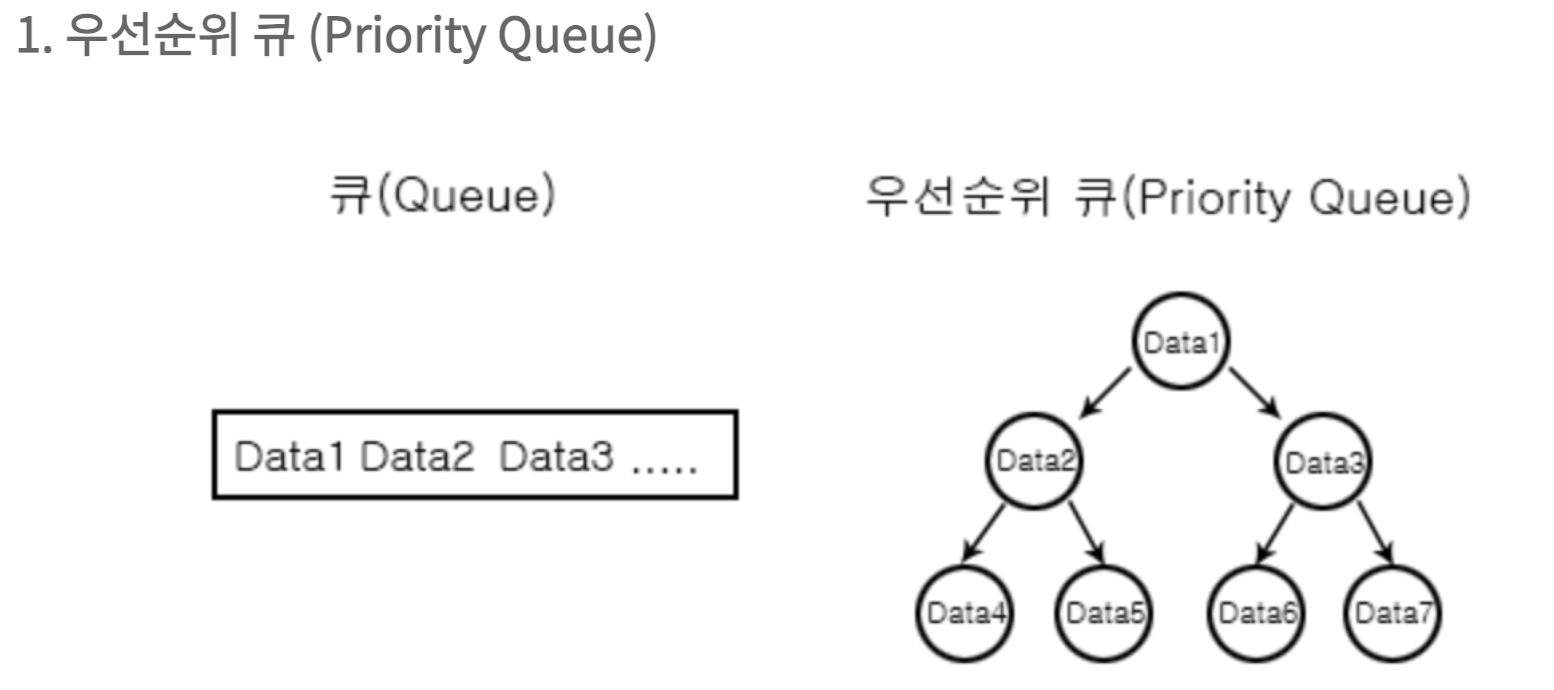 1. 우선순위 큐 (Priority Queue)
큐(Queue)
우선순위 큐(Priority Queue)
Data1 Data2 Data3 .....
Data1
Data2
Data3
Data4
Data5
Data6
Data7